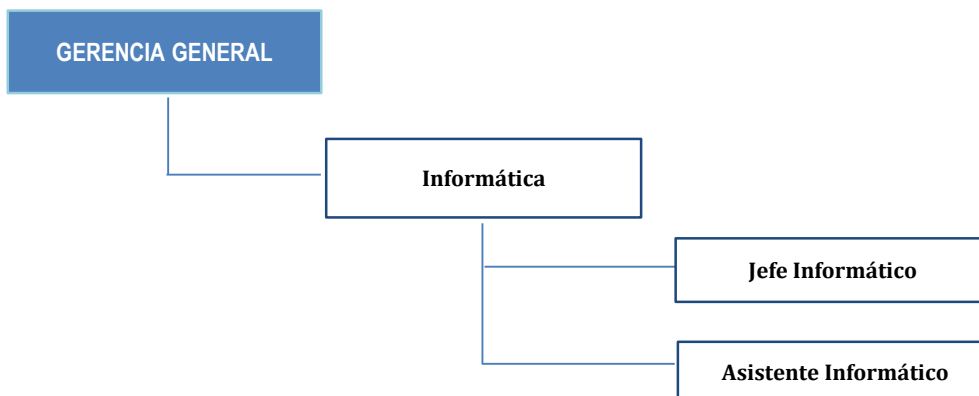 GERENCIA GENERAL
Informática
Jefe Informático
Asistente Informático